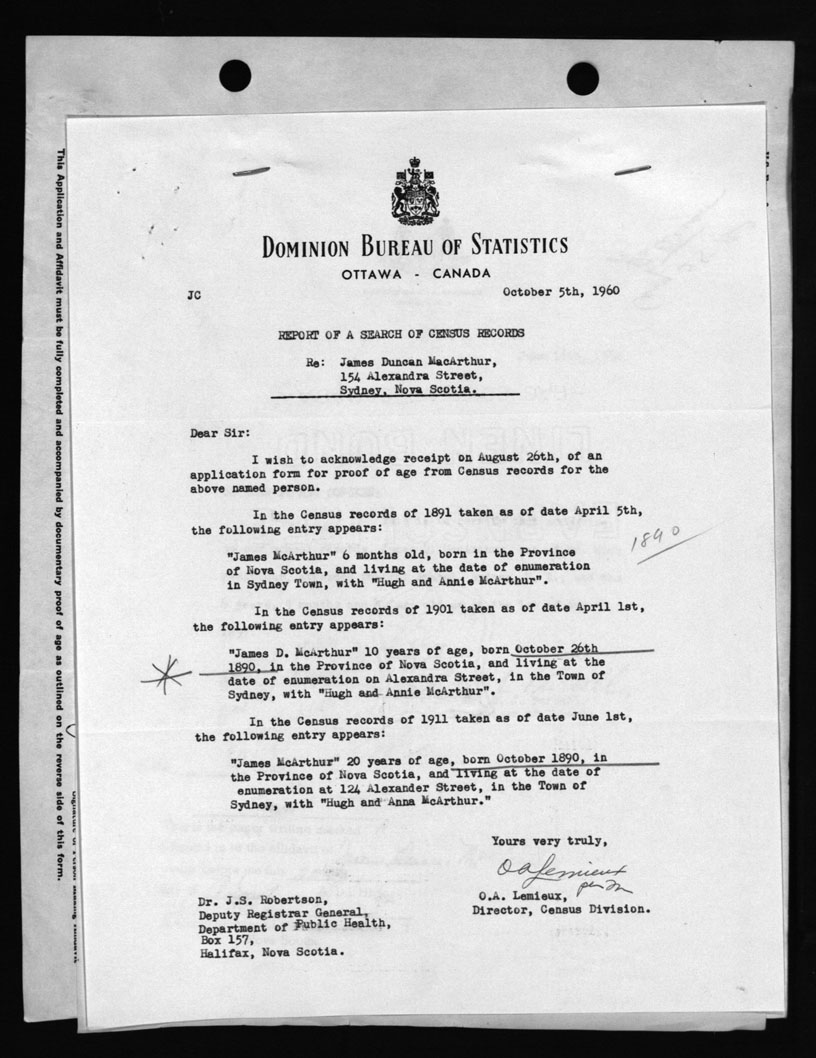 DOMINION BUREAU OF STATISTICS
OTTAWA - CANADA
JC
October 5th, 1960
REPORT OF A SEARCH OF CENSUS RECORDS
Re: James Duncan MacArthur,
154 Alexandra Street,
Sydney, Nova Scotia.
Dear Sir:
I wish to acknowledge receipt on August 26th, of an
application form for proof of age from Census records for the
above named person.
In the Census records of 1891 taken as of date April 5th,
the following entry appears:
1890
"James McArthur" 6 months old, born in the Province
of Nova Scotia, and living at the date of enumeration
in Sydney Town, with "Hugh and Annie McArthur".
In the Census records of 1901 taken as of date April 1st,
the following entry appears:
"James D. McArthur" 10 years of age, born October 26th
1890, in the Province of Nova Scotia, and living at the
date of enumeration on Alexandra Street, in the Town of
Sydney, with "Hugh and Annie McArthur".
In the Census records of 1911 taken as of date June 1st,
the following entry appears:
"James McArthur" 20 years of age, born October 1890, in
the Province of Nova Scotia, and living at the date of
enumeration at 124 Alexander Street, in the Town of
Sydney, with "Hugh and Anna McArthur."
Yours very truly,
OALemieux
per
O.A. Lemieux,
Director, Census Division.
Dr. J.S. Robertson,
Deputy Registrar General,
Department of Public Health,
Box 157,
Halifax, Nova Scotia.
This Application and Affidavit must be fully completed and accompanied by documentary proof of age as outlined on the reverse side of this form.